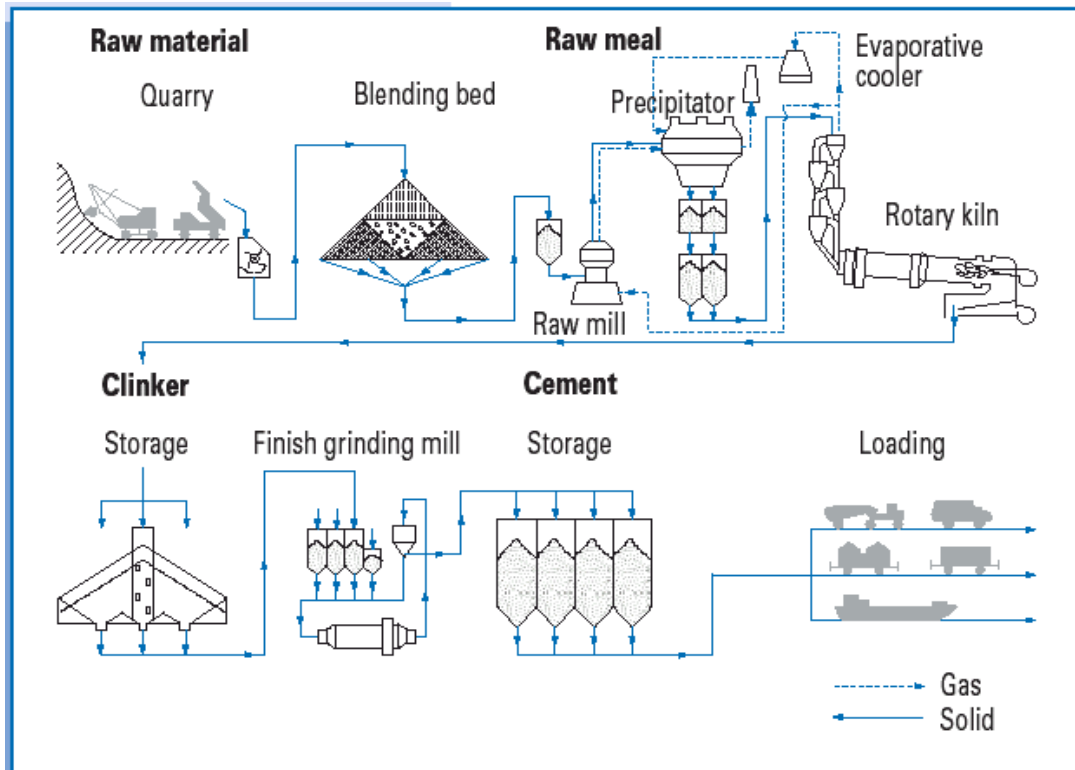 Raw material
Raw meal
Evaporative
cooler
Quarry
Blending bed
Precipitator
Rotary kiln
Raw mill
Clinker
Cement
Storage
Finish grinding mill
Storage
Loading
Gas
Solid